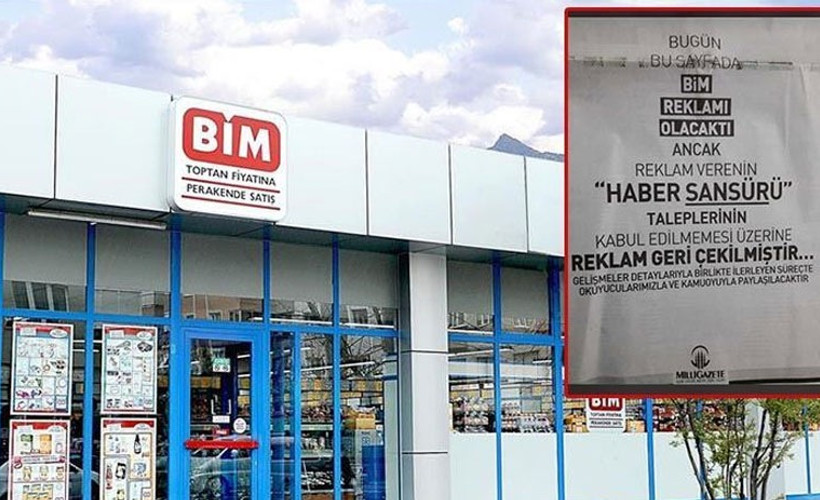 BİM
TOPTAN FİYATINA
PERAKENDE SATIŞ
BUGÜN
BU SAYFADA
BİM
REKLAMI
OLACAKTI
ANCAK
REKLAM VERENİN
“HABER SANSÜRÜ”
TALEPLERİNİN
KABUL EDİLMEMESİ ÜZERİNE
REKLAM GERİ ÇEKİLMİŞTİR...
GELİŞMELER DETAYLARIYLA BİRLİKTE İLERLEYEN SÜREÇTE
OKUYUCULARIMIZLA VE KAMUOYUYLA PAYLAŞILACAKTIR
MİLLİ GAZETE
BİM
TOPTAN FİYATINA
PERAKENDE SATIŞ